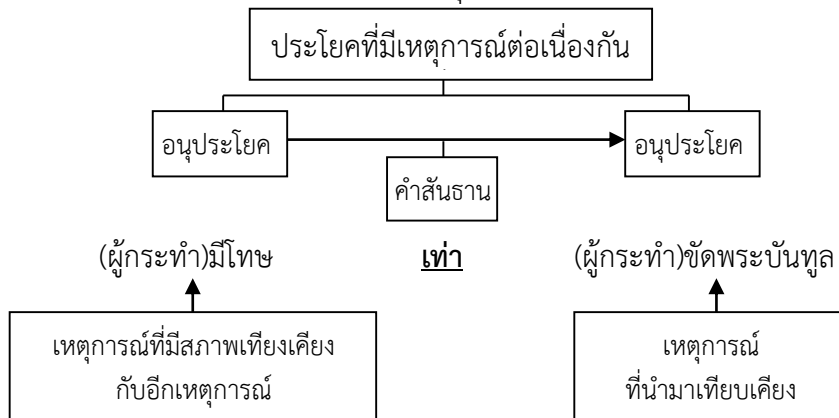 ประโยคที่มีเหตุการณ์ต่อเนื่องกัน
อนุประโยค
อนุประโยค
คำสันธาน
(ผู้กระทำ)มีโทษ เท่า (ผู้กระทำ)ขัดพระบันทูล
เหตุการณ์ที่มีสภาพเทียงเคียง
กับอีกเหตุการณ์
เหตุการณ์
ที่นำมาเทียบเคียง